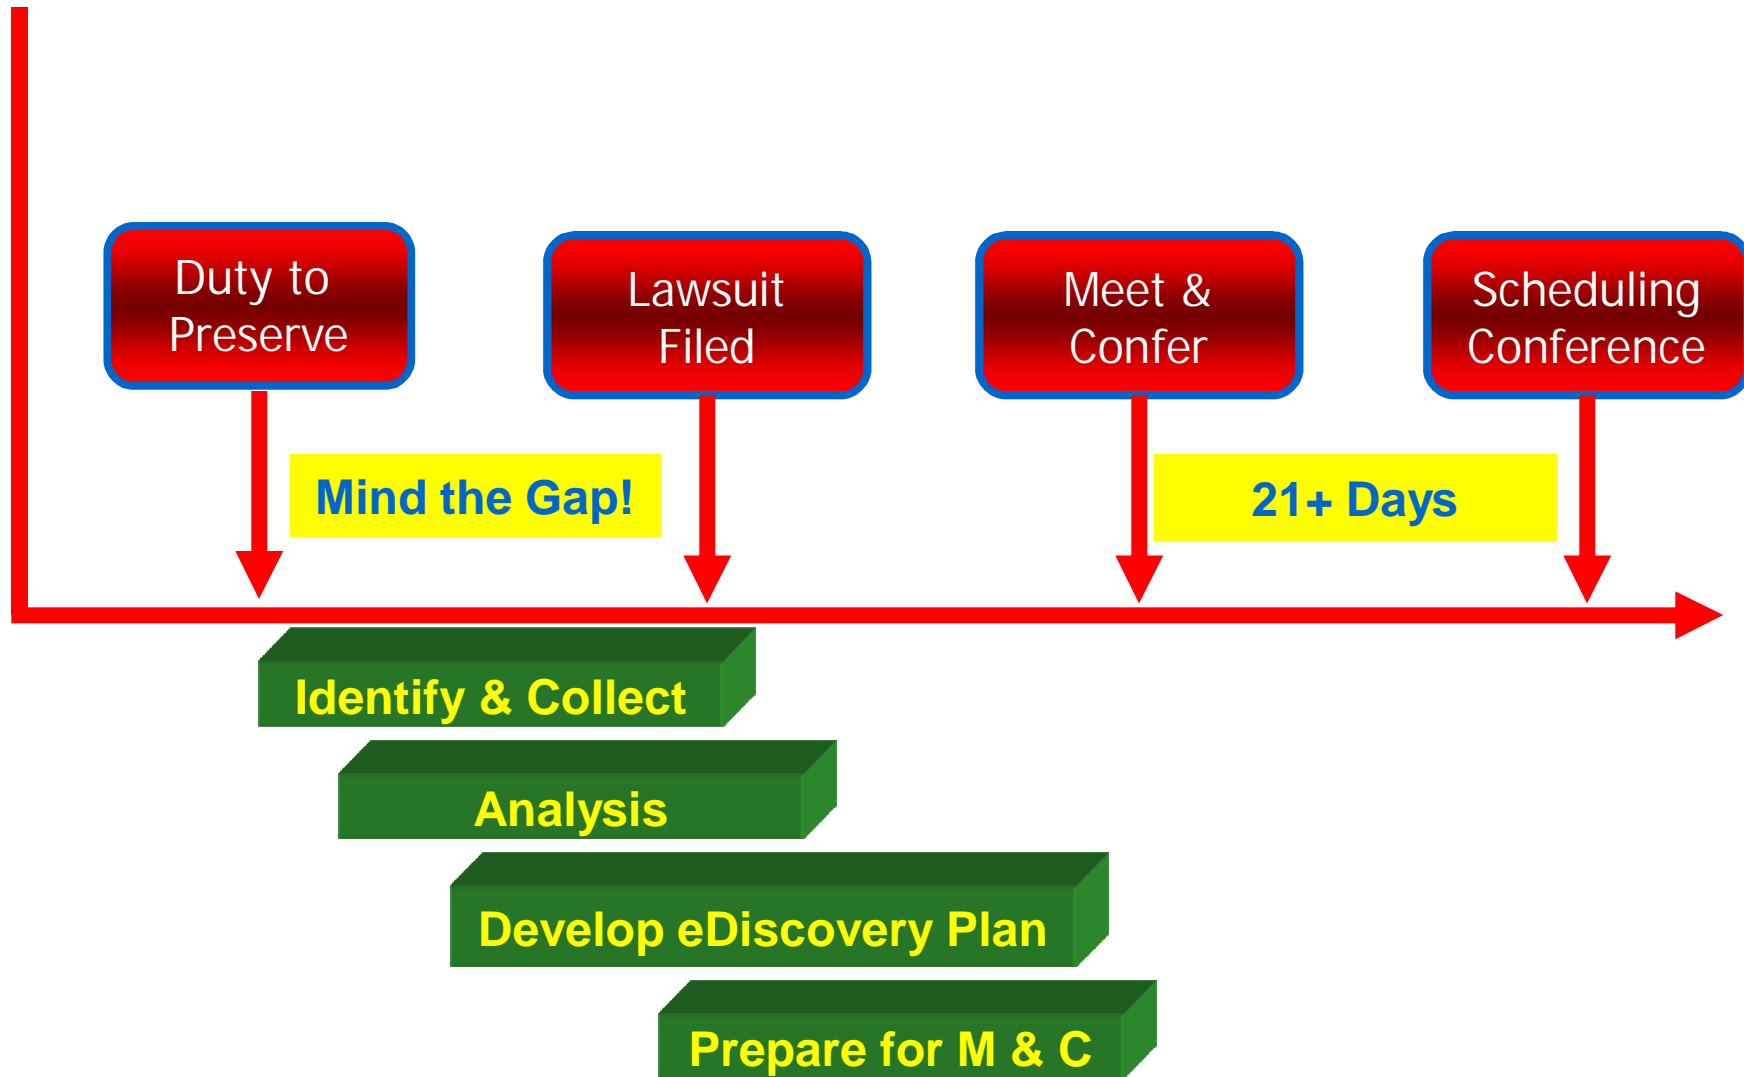 Duty to
Preserve
Lawsuit
Filed
Meet &
Confer
Scheduling
Conference
Mind the Gap!
21+ Days
Identify & Collect
Analysis
Develop eDiscovery Plan
Prepare for M & C